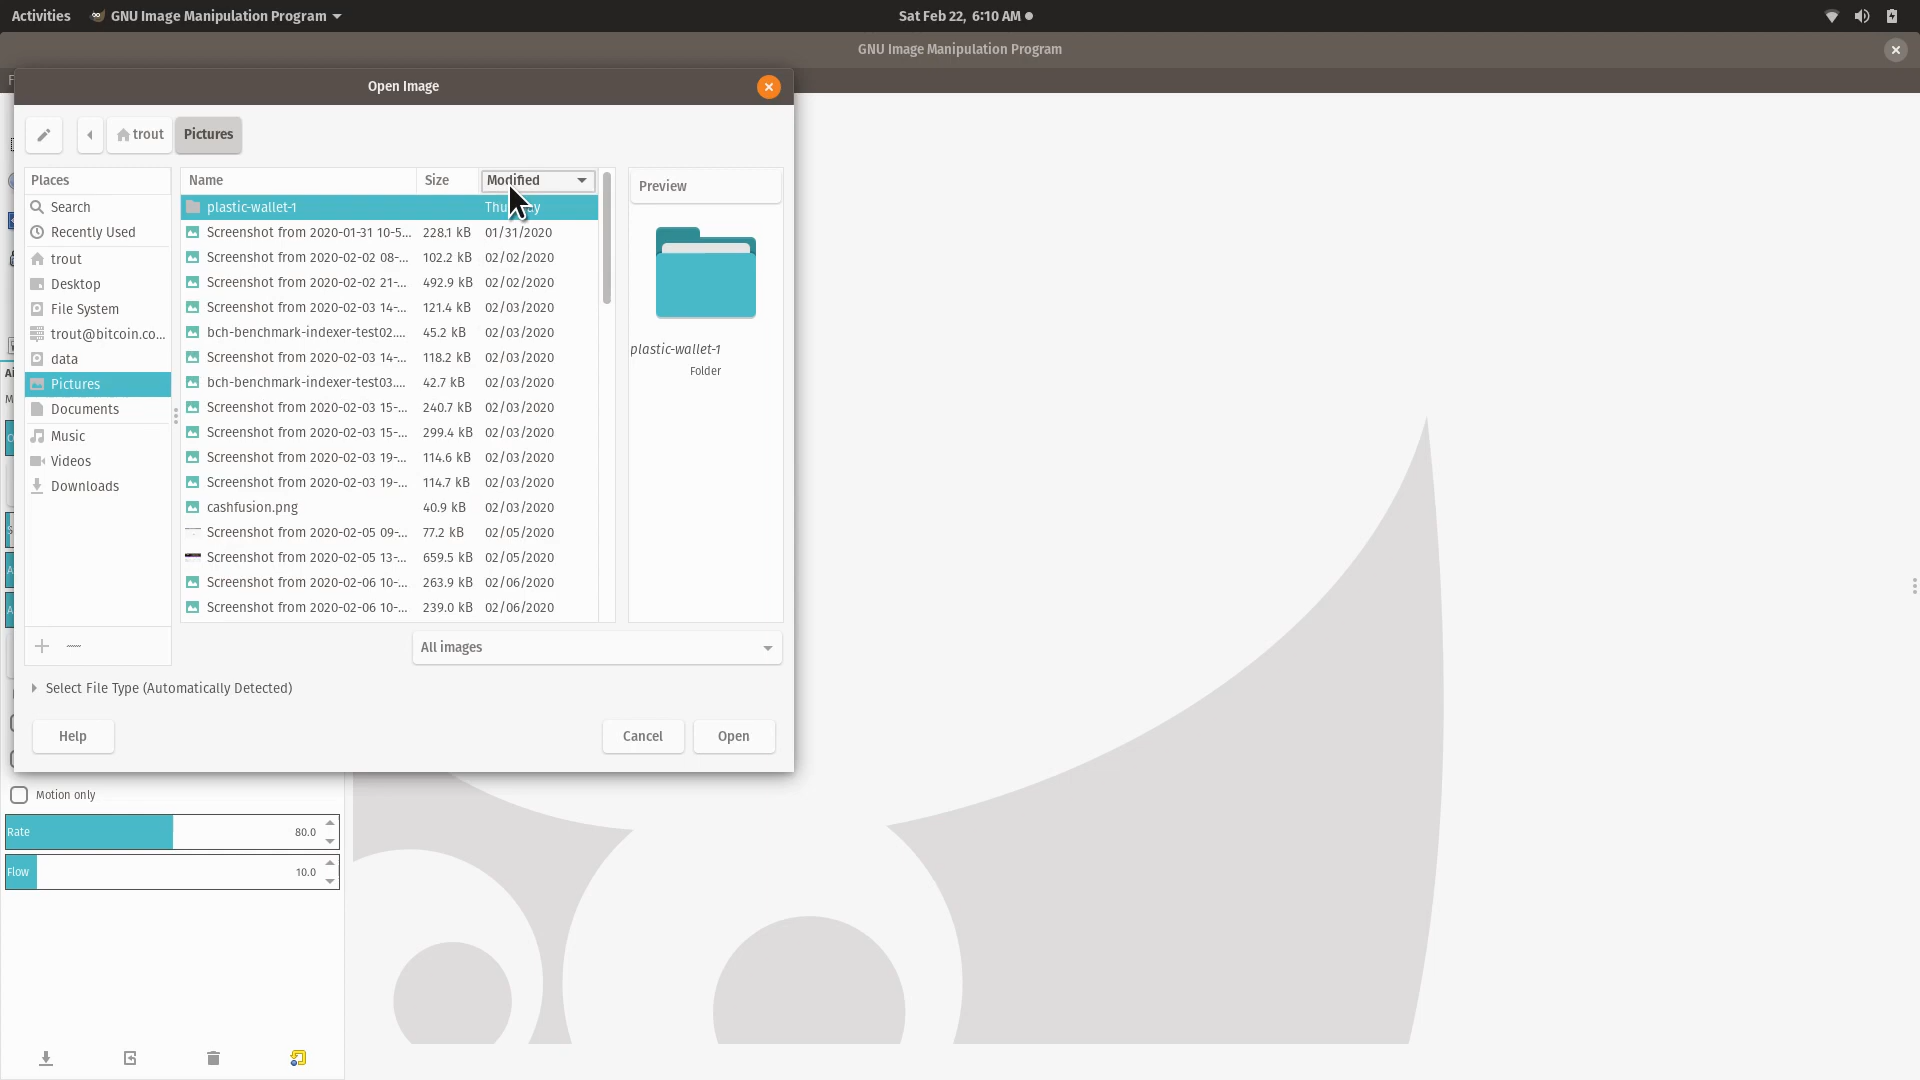 Activities GNU Image Manipulation Program Sat Feb 22, 6:10 AM
GNU Image Manipulation Program
Open Image
trout Pictures
Places
Search
Recently Used
trout
Desktop
File System
trout@bitcoin.co...
data
Pictures
Documents
Music
Videos
Downloads
Name Size Modified
plastic-wallet-1
Screenshot from 2020-01-31 10-5... 228.1 kB 01/31/2020
Screenshot from 2020-02-02 08-... 102.2 kB 02/02/2020
Screenshot from 2020-02-02 21-... 492.9 kB 02/02/2020
Screenshot from 2020-02-03 14-... 121.4 kB 02/03/2020
bch-benchmark-indexer-test02.... 45.2 kB 02/03/2020
Screenshot from 2020-02-03 14-... 118.2 kB 02/03/2020
bch-benchmark-indexer-test03.... 42.7 kB 02/03/2020
Screenshot from 2020-02-03 15-... 240.7 kB 02/03/2020
Screenshot from 2020-02-03 15-... 299.4 kB 02/03/2020
Screenshot from 2020-02-03 19-... 114.6 kB 02/03/2020
Screenshot from 2020-02-03 19-... 114.7 kB 02/03/2020
cashfusion.png 40.9 kB 02/03/2020
Screenshot from 2020-02-05 09-... 77.2 kB 02/05/2020
Screenshot from 2020-02-05 13-... 659.5 kB 02/05/2020
Screenshot from 2020-02-06 10-... 263.9 kB 02/06/2020
Screenshot from 2020-02-06 10-... 239.0 kB 02/06/2020
Preview
plastic-wallet-1
Folder
All images
Select File Type (Automatically Detected)
Help Cancel Open
Motion only
Rate 80.0
Flow 10.0